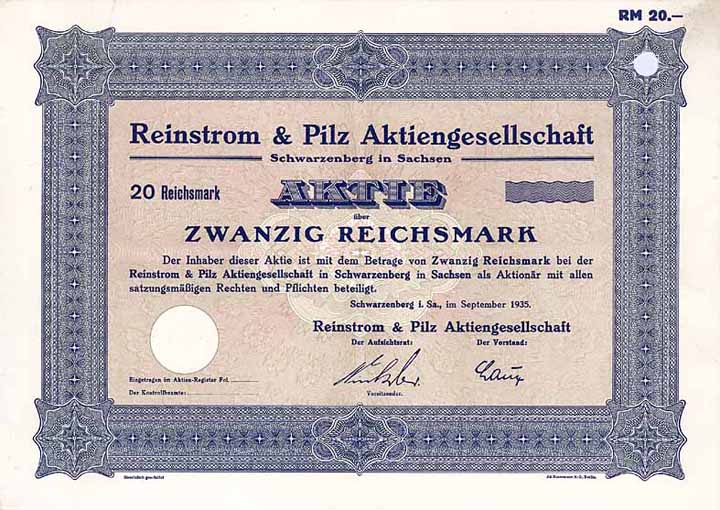 RM 20.—
Reinstrom & Pilz Aktiengesellschaft
Schwarzenberg in Sachsen
20 Reichsmark
AKTIE
über
ZWANZIG REICHSMARK
Der Inhaber dieser Aktie ist mit dem Betrage von Zwanzig Reichsmark bei der
Reinstrom & Pilz Aktiengesellschaft in Schwarzenberg in Sachsen als Aktionär mit allen
satzungsmäßigen Rechten und Pflichten beteiligt.
Schwarzenberg i. Sa., im September 1935.
Reinstrom & Pilz Aktiengesellschaft
Der Aufsichtsrat: Der Vorstand:
Eingetragen im Aktien-Register Fol.
Vorsitzender.
Der Kontrollbeamte:
Gesetzlich geschützt